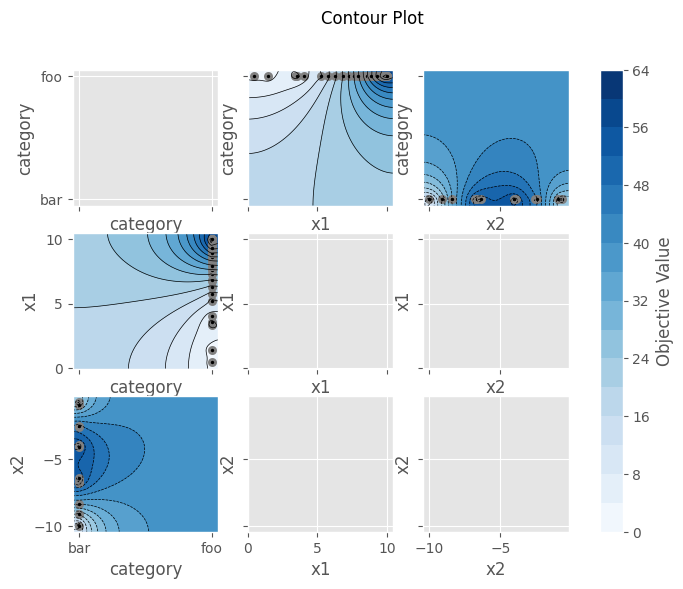 Contour Plot
foo
category
bar
category
category
x1
category
x2
10
x1
5
0
category
x1
x1
x1
x2
x2
−5
−10
bar
foo
category
x2
0
5
10
x1
x2
−10
−5
x2
64
56
48
40
32
24
16
8
0
Objective Value